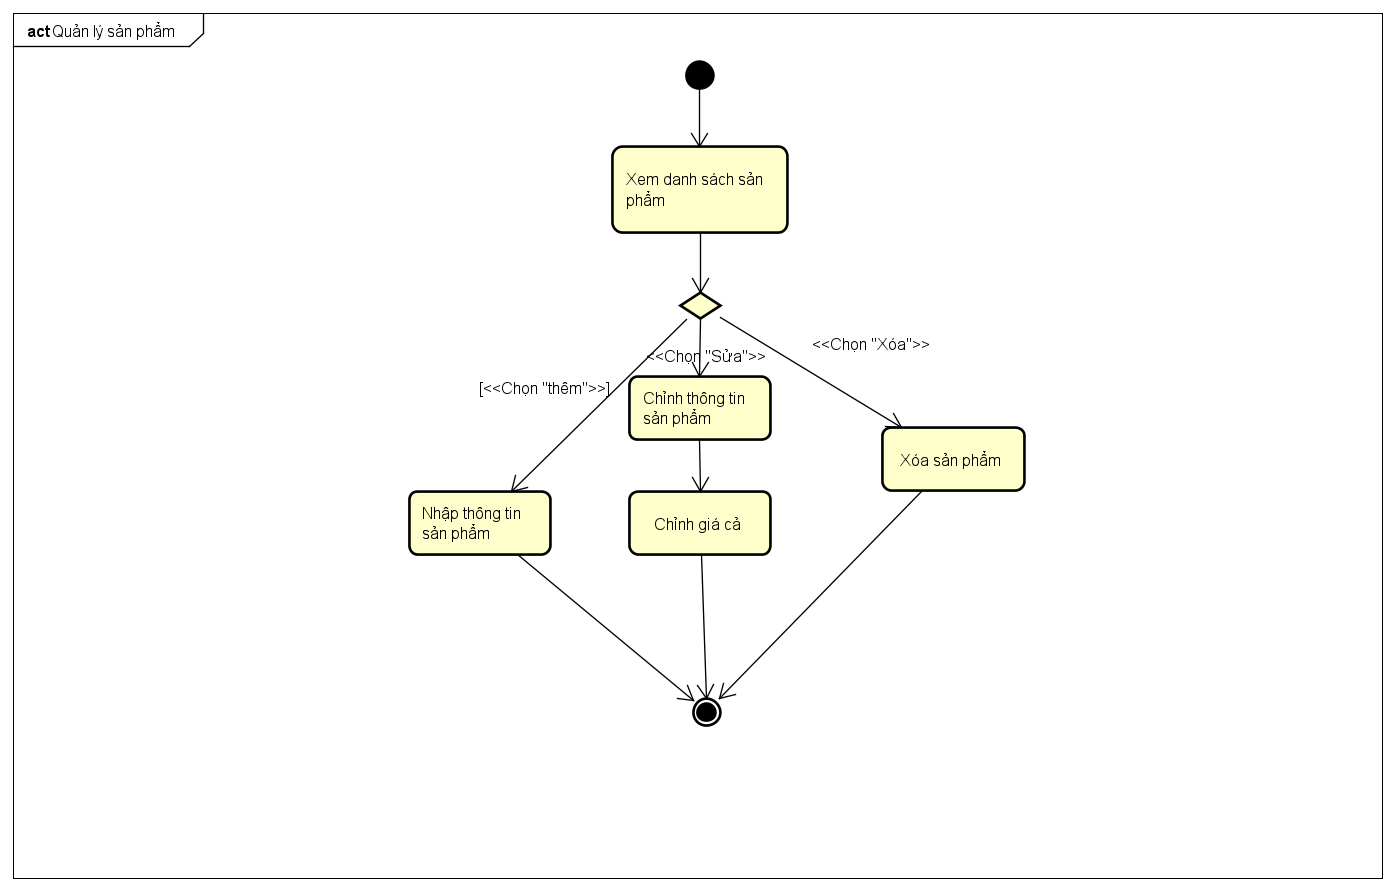 act Quản lý sản phẩm
Xem danh sách sản
phẩm
<<Chọn "Xóa">>
<<Chọn "Sửa">>
[<<Chọn "thêm">>]
Chỉnh thông tin
sản phẩm
Xóa sản phẩm
Nhập thông tin
sản phẩm
Chỉnh giá cả